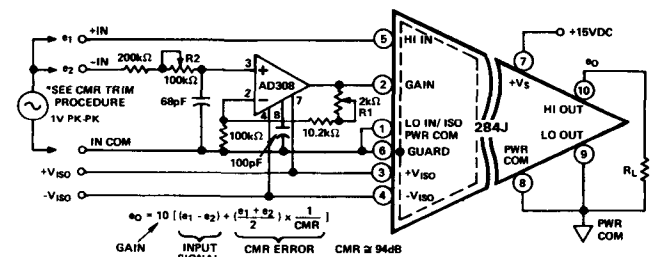 +IN
e1
e2
-IN
200kΩ
R2
100kΩ
*SEE CMR TRIM
PROCEDURE
1V PK-PK
68pF
IN COM
+VISO
-VISO
3
+
AD308
2
-
4
8
7
100kΩ
100pF
10.2kΩ
2kΩ
R1
5
HI IN
2
GAIN
1
LO IN/ ISO
PWR COM
6
GUARD
3
+VISO
4
-VISO
284J
+15VDC
7
+VS
eO
10
HI OUT
LO OUT
PWR
COM
8
9
RL
PWR
COM
eO = 10 [(e1 - e2) + (e1 + e2 / 2) × 1 / CMR]
GAIN
INPUT
SIGNAL
CMR ERROR
CMR ≅ 94dB